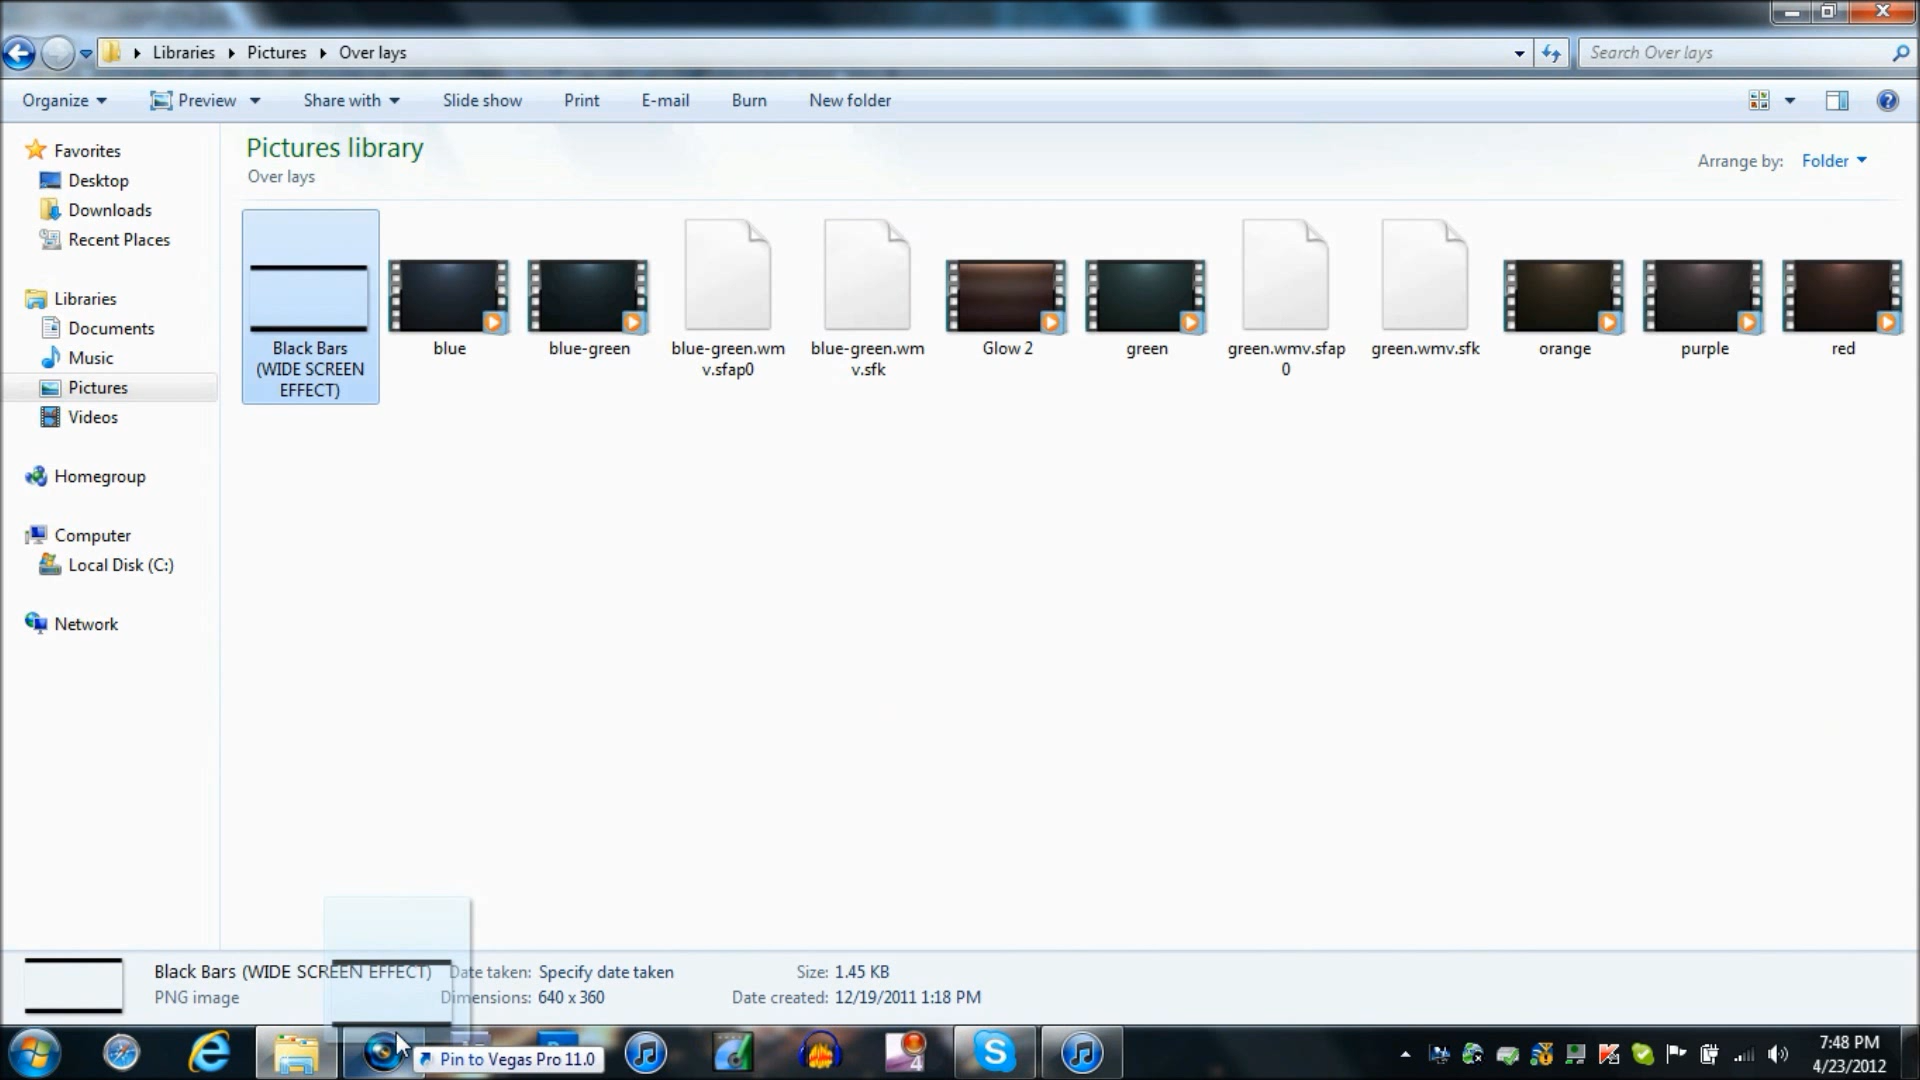 Libraries Pictures Over lays
Search Over lays
Organize Preview Share with Slide show Print E-mail Burn New folder
Favorites
Desktop
Downloads
Recent Places
Libraries
Documents
Music
Pictures
Videos
Homegroup
Computer
Local Disk (C:)
Network
Pictures library
Over lays
Arrange by: Folder
Black Bars
(WIDE SCREEN
EFFECT)
blue
blue-green
blue-green.wm
v.sfap0
blue-green.wm
v.sfk
Glow 2
green
green.wmv.sfap
0
green.wmv.sfk
orange
purple
red
Black Bars (WIDE SCREEN EFFECT) Date taken: Specify date taken Size: 1.45 KB
PNG image Dimensions: 640 x 360 Date created: 12/19/2011 1:18 PM
Pin to Vegas Pro 11.0
4
7:48 PM
4/23/2012